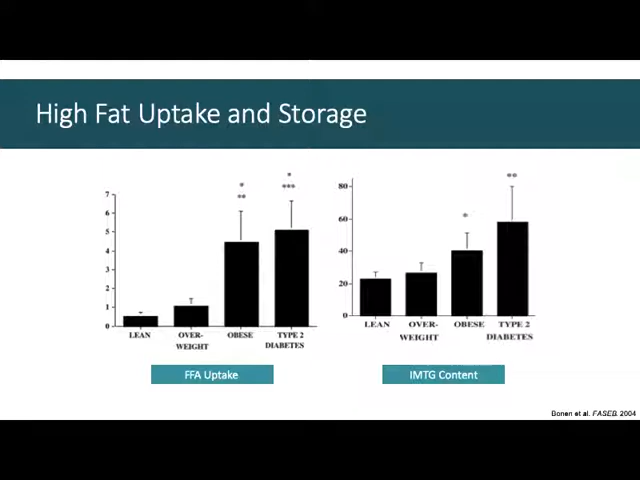 High Fat Uptake and Storage
7
6
5
4
3
2
1
0
*
**
*
***
LEAN
OVER-
WEIGHT
OBESE
TYPE 2
DIABETES
FFA Uptake
80
60
40
20
0
*
**
LEAN
OVER-
WEIGHT
OBESE
TYPE 2
DIABETES
IMTG Content
Bonen et al. FASEB. 2004